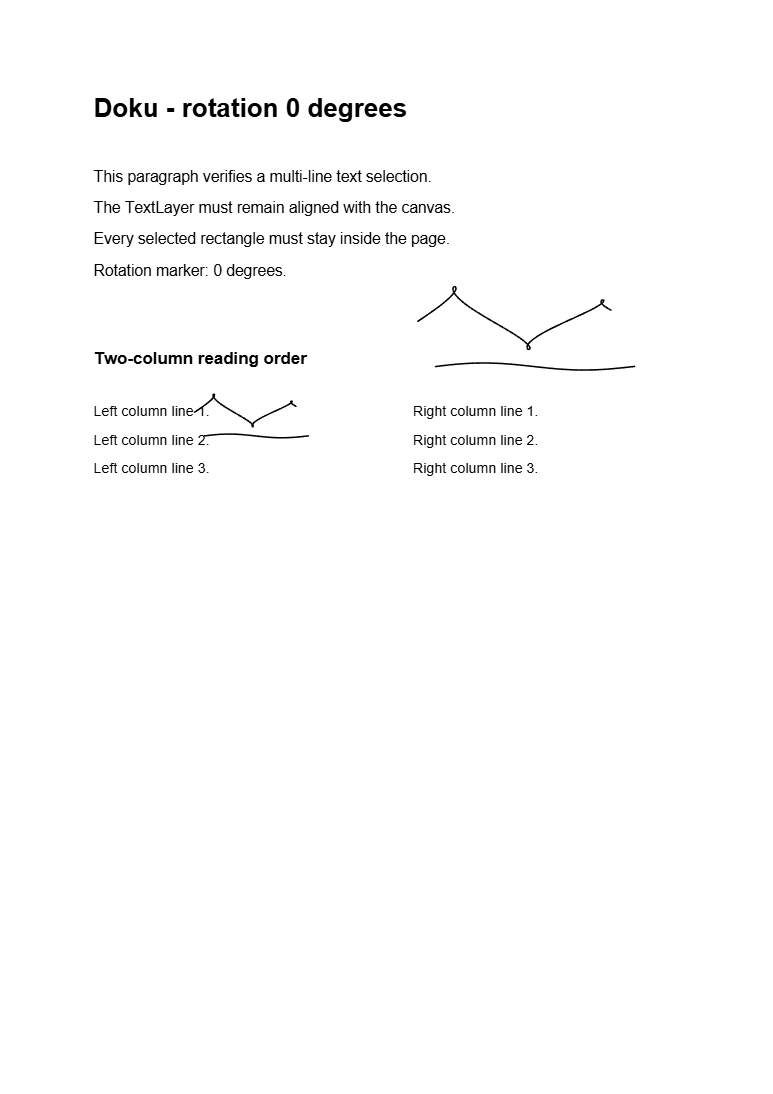 Doku - rotation 0 degrees
This paragraph verifies a multi-line text selection.
The TextLayer must remain aligned with the canvas.
Every selected rectangle must stay inside the page.
Rotation marker: 0 degrees.
Two-column reading order
Left column line 1.
Left column line 2.
Left column line 3.
Right column line 1.
Right column line 2.
Right column line 3.